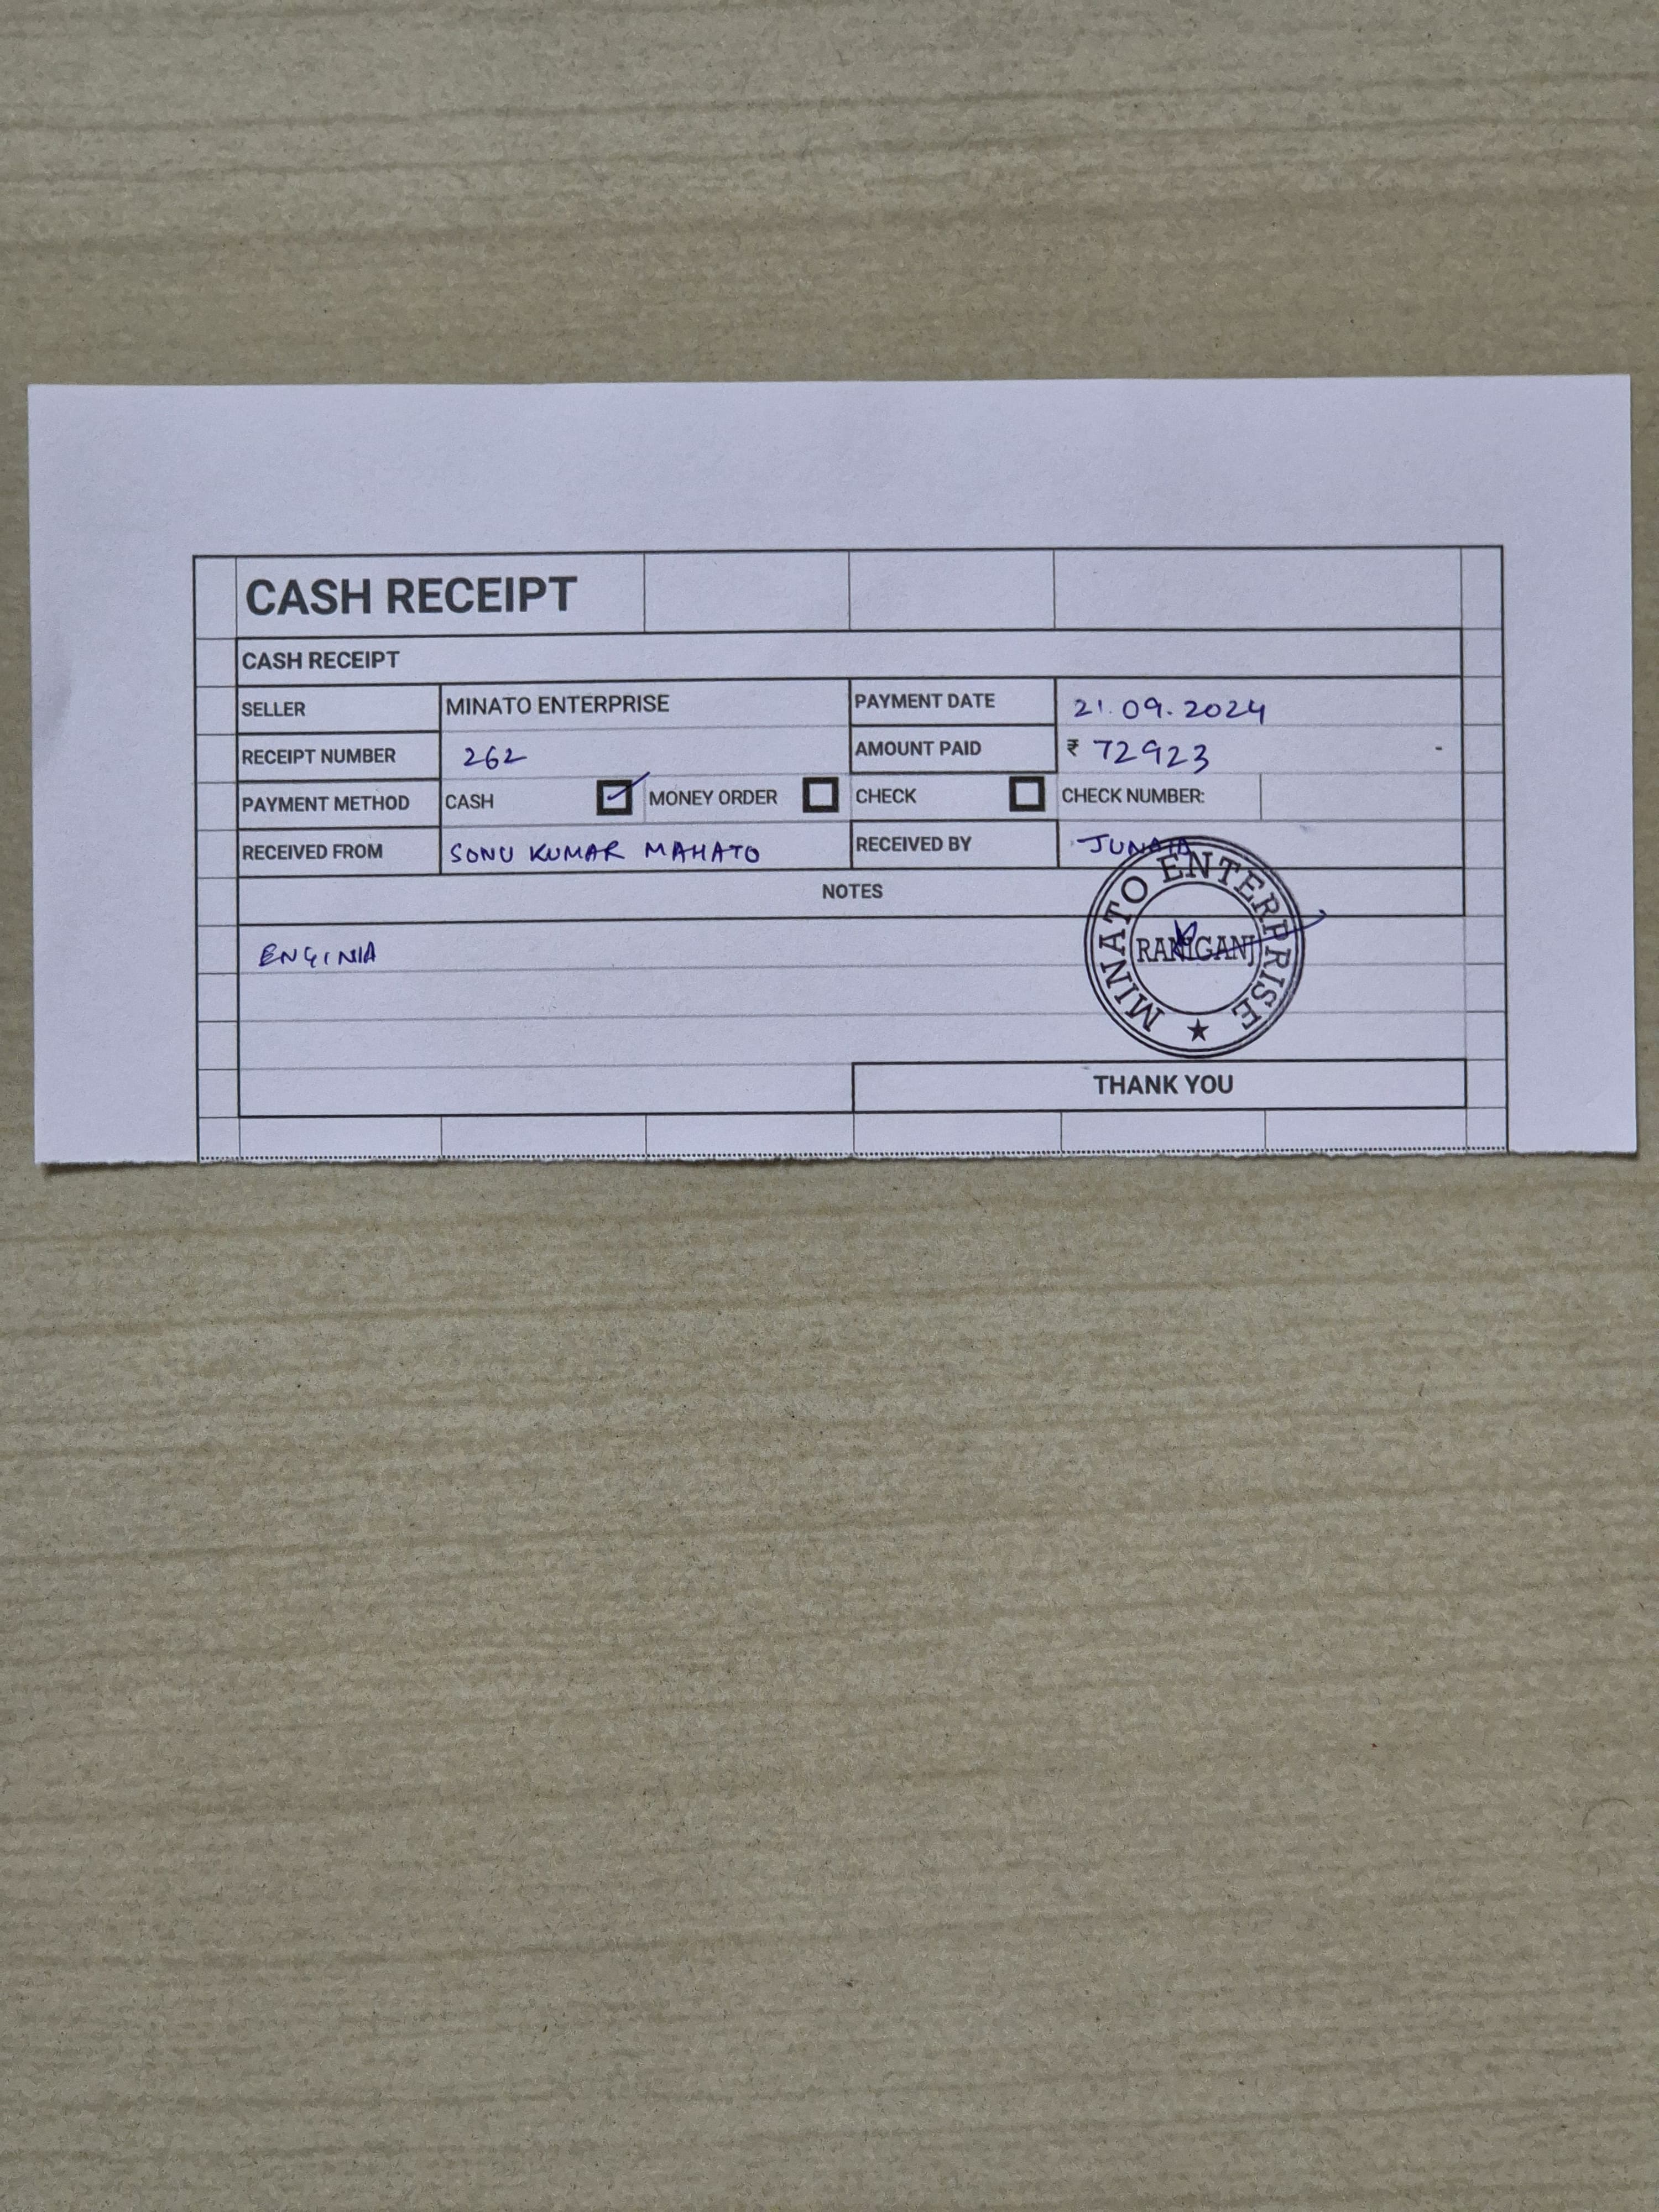 CASH RECEIPT
CASH RECEIPT
SELLER MINATO ENTERPRISE PAYMENT DATE 21.09.2024
RECEIPT NUMBER 262 AMOUNT PAID ₹ 72923 -
PAYMENT METHOD CASH ✓ MONEY ORDER CHECK CHECK NUMBER:
RECEIVED FROM SONU KUMAR MAHATO RECEIVED BY JUNAID
NOTES
ENGINIA
MINATO ENTERPRISE
RANIGANJ
★
THANK YOU